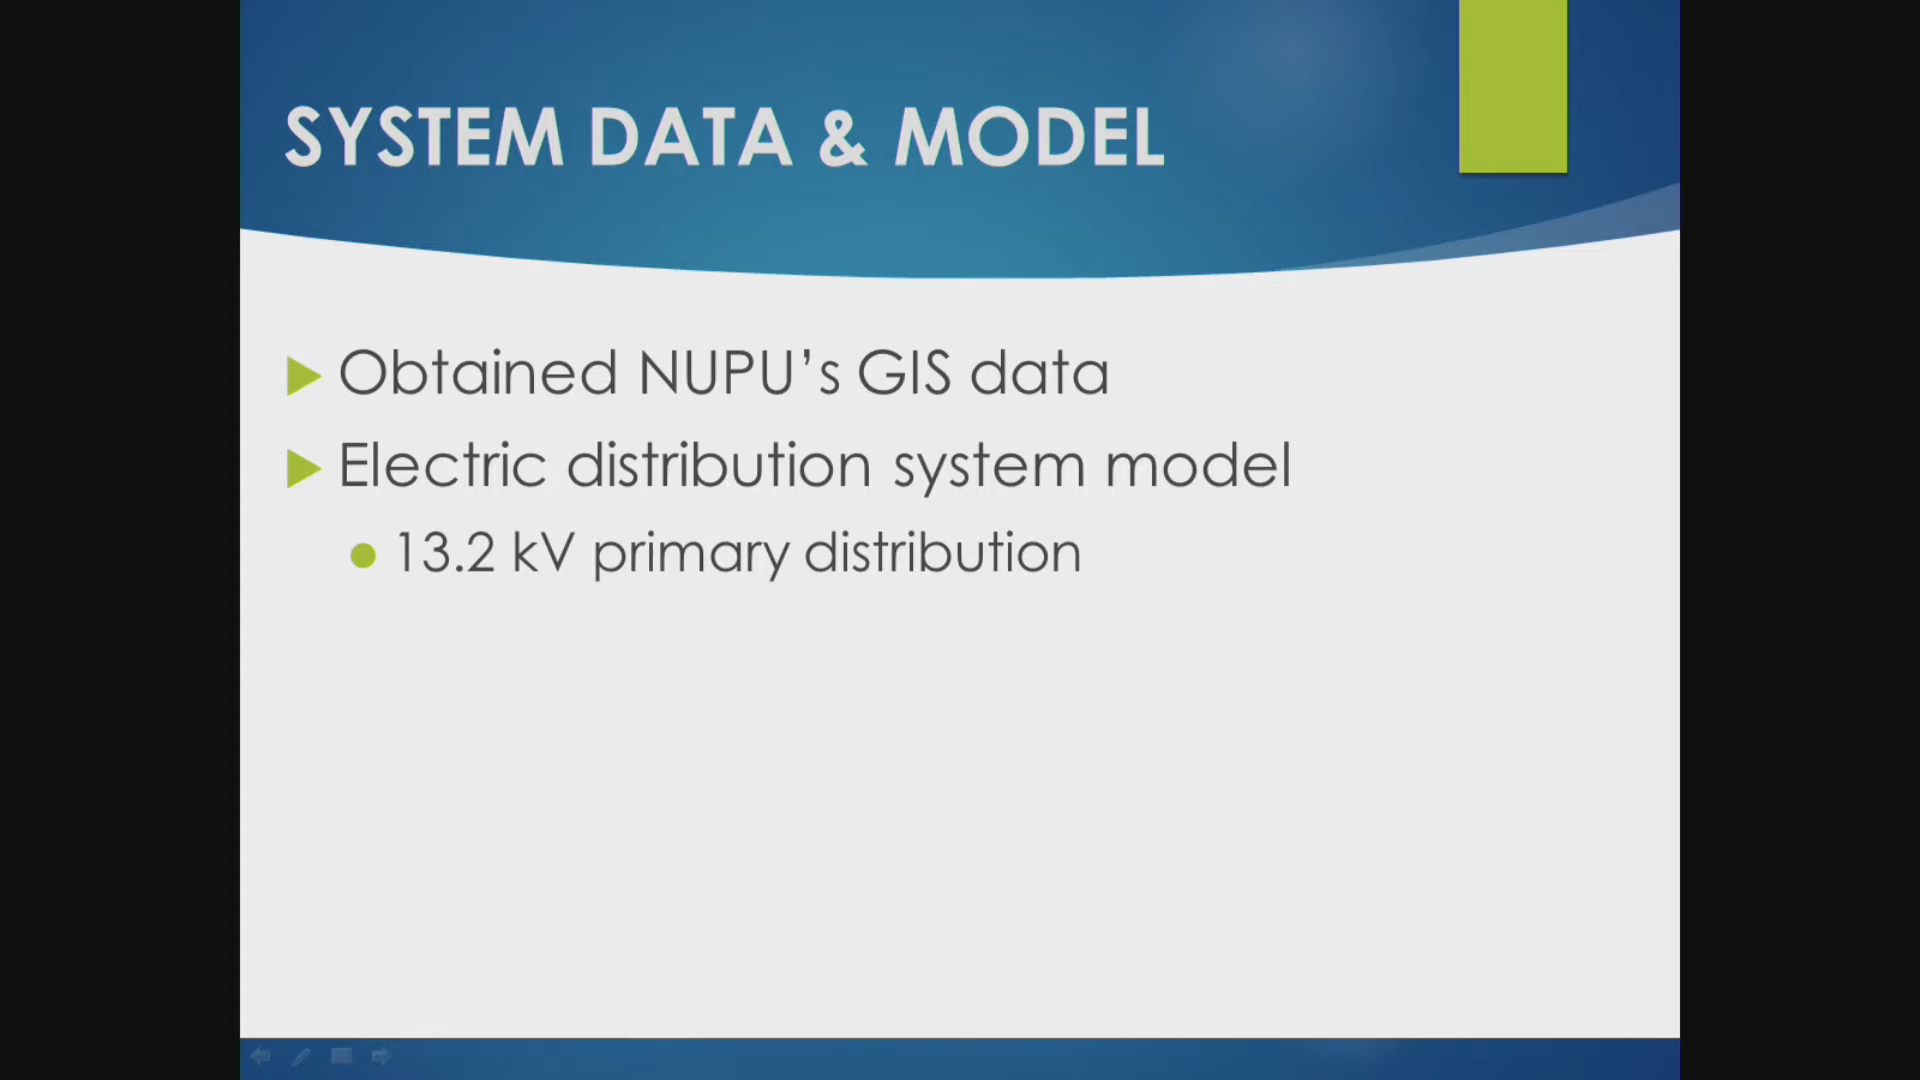 SYSTEM DATA & MODEL
Obtained NUPU’s GIS data
Electric distribution system model
13.2 kV primary distribution